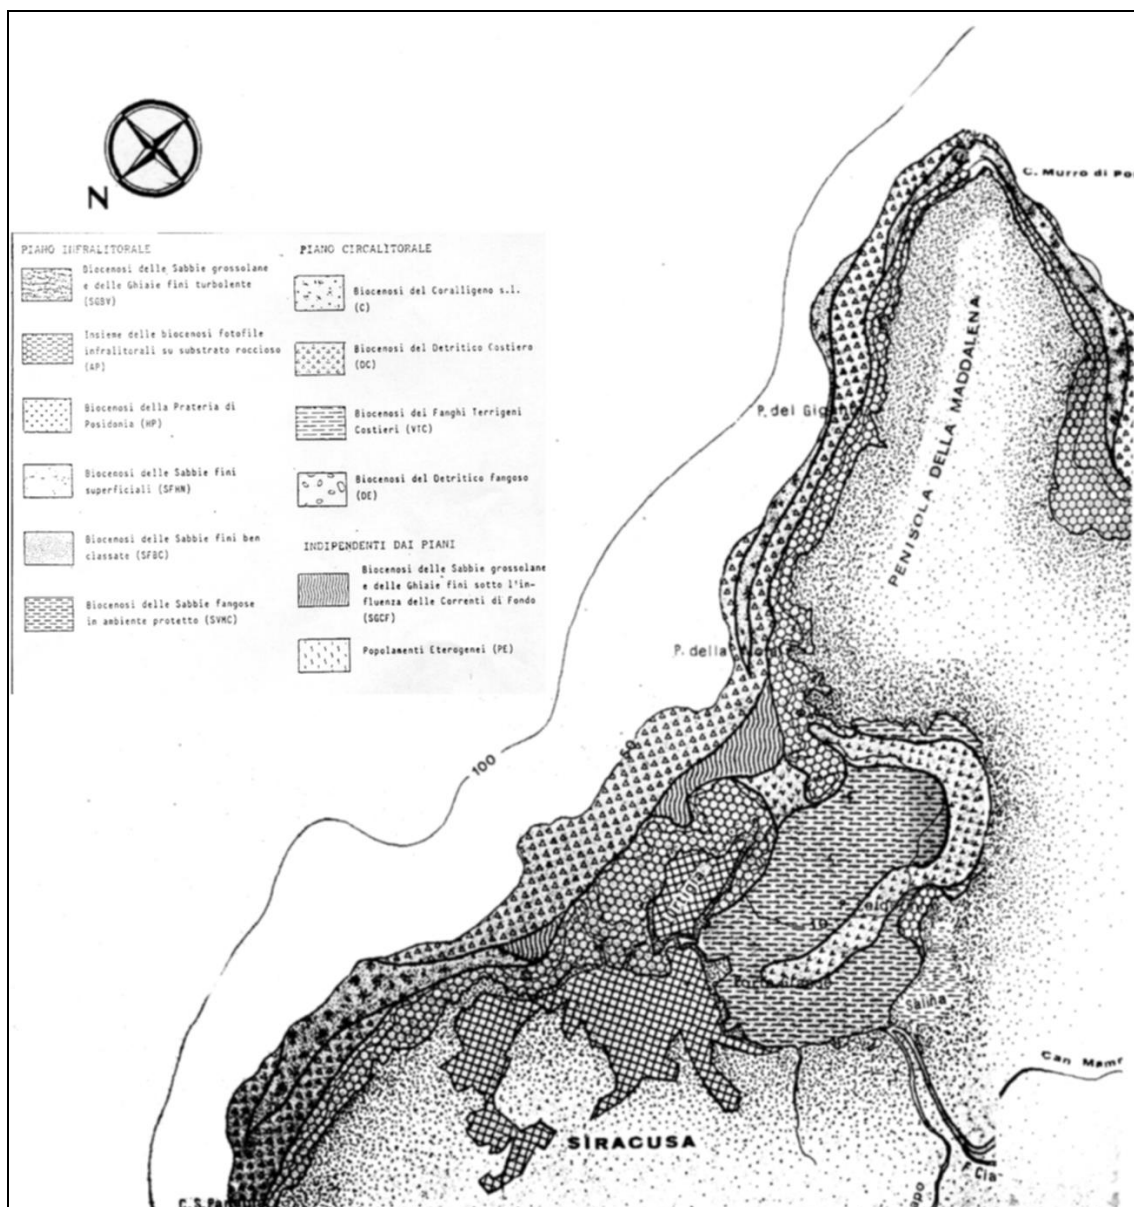 N
PIANO INFRALITORALE
Biocenosi delle Sabbie grossolane
e delle Ghiaie fini turbolente
(SGBV)
Insieme delle biocenosi fotofile
infralitorali su substrato roccioso
(AP)
Biocenosi della Prateria di
Posidonia (HP)
Biocenosi delle Sabbie fini
superficiali (SFHN)
Biocenosi delle Sabbie fini ben
classate (SFBC)
Biocenosi delle Sabbie fangose
in ambiente protetto (SVMC)
PIANO CIRCALITORALE
Biocenosi del Coralligeno s.l.
(C)
Biocenosi del Detritico Costiero
(DC)
Biocenosi dei Fanghi Terrigeni
Costieri (VTC)
Biocenosi del Detritico fangoso
(DE)
INDIPENDENTI DAI PIANI
Biocenosi delle Sabbie grossolane
e delle Ghiaie fini sotto l'in-
fluenza delle Correnti di Fondo
(SGCF)
Popolamenti Eterogenei (PE)
C. Murro di Por
PENISOLA DELLA MADDALENA
P. del
P. della
50
100
10
Salina
Can Mam
SIRACUSA
F. Cia
C.S.Pan